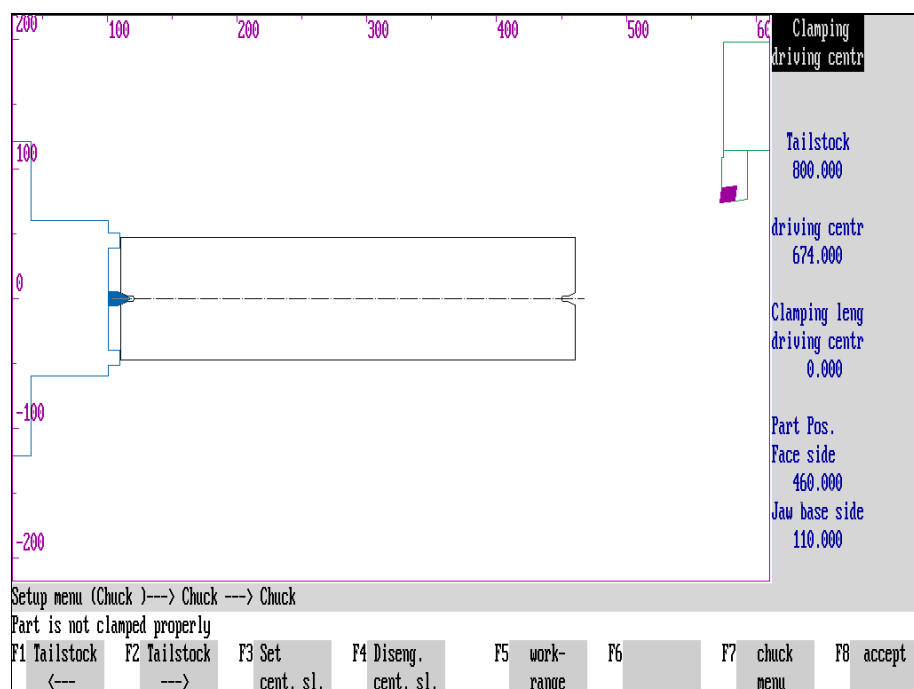 200 100 200 300 400 500 60
100
0
-100
-200
Clamping
driving centr
Tailstock
800.000
driving centr
674.000
Clamping leng
driving centr
0.000
Part Pos.
Face side
460.000
Jaw base side
110.000
Setup menu (Chuck )---> Chuck ---> Chuck
Part is not clamped properly
F1 Tailstock F2 Tailstock F3 Set F4 Diseng. F5 work- F6 F7 chuck F8 accept
<--- ---> cent. sl. cent. sl. range menu